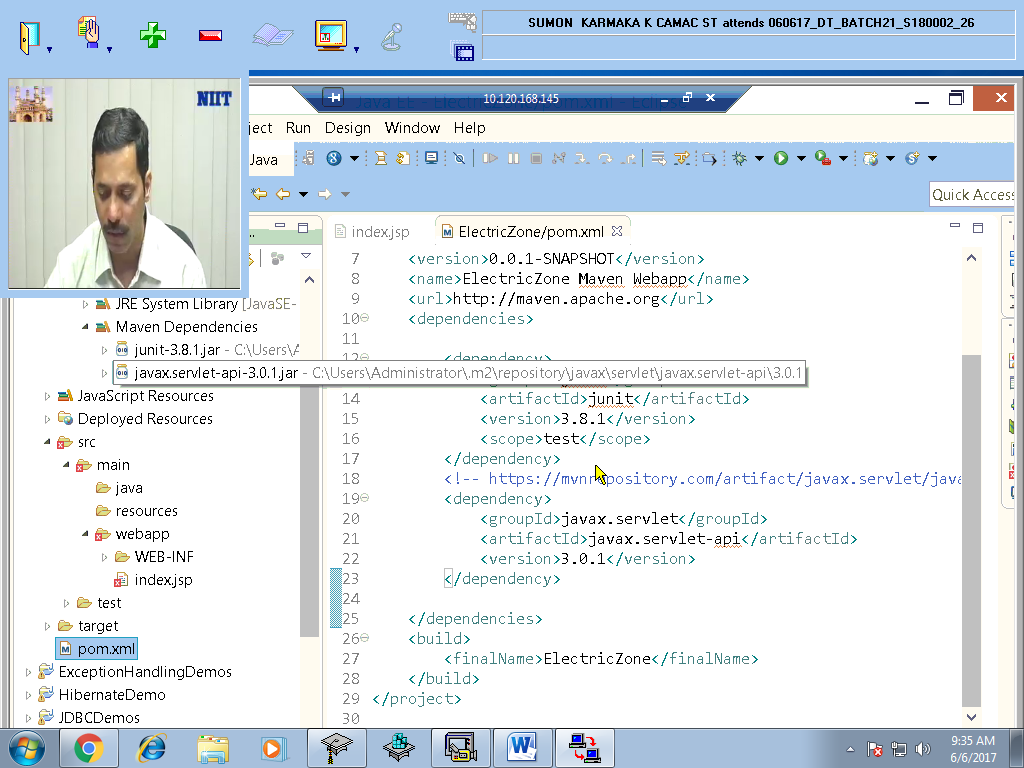 SUMON KARMAKA K CAMAC ST attends 060617_DT_BATCH21_S180002_26
NIIT
10.120.168.145
ject Run Design Window Help
Java
Quick Access
index.jsp
ElectricZone/pom.xml
JRE System Library [JavaSE-
Maven Dependencies
junit-3.8.1.jar - C:\Users\A
javax.servlet-api-3.0.1.jar - C:\Users\Administrator\.m2\repository\javax\servlet\javax.servlet-api\3.0.1
JavaScript Resources
Deployed Resources
src
main
java
resources
webapp
WEB-INF
index.jsp
test
target
pom.xml
ExceptionHandlingDemos
HibernateDemo
JDBCDemos
7 <version>0.0.1-SNAPSHOT</version>
8 <name>ElectricZone Maven Webapp</name>
9 <url>http://maven.apache.org</url>
10 <dependencies>
11
12 <dependency>
14 <artifactId>junit</artifactId>
15 <version>3.8.1</version>
16 <scope>test</scope>
17 </dependency>
18 <!-- https://mvnrepository.com/artifact/javax.servlet/java
19 <dependency>
20 <groupId>javax.servlet</groupId>
21 <artifactId>javax.servlet-api</artifactId>
22 <version>3.0.1</version>
23 </dependency>
24
25 </dependencies>
26 <build>
27 <finalName>ElectricZone</finalName>
28 </build>
29 </project>
30
9:35 AM
6/6/2017